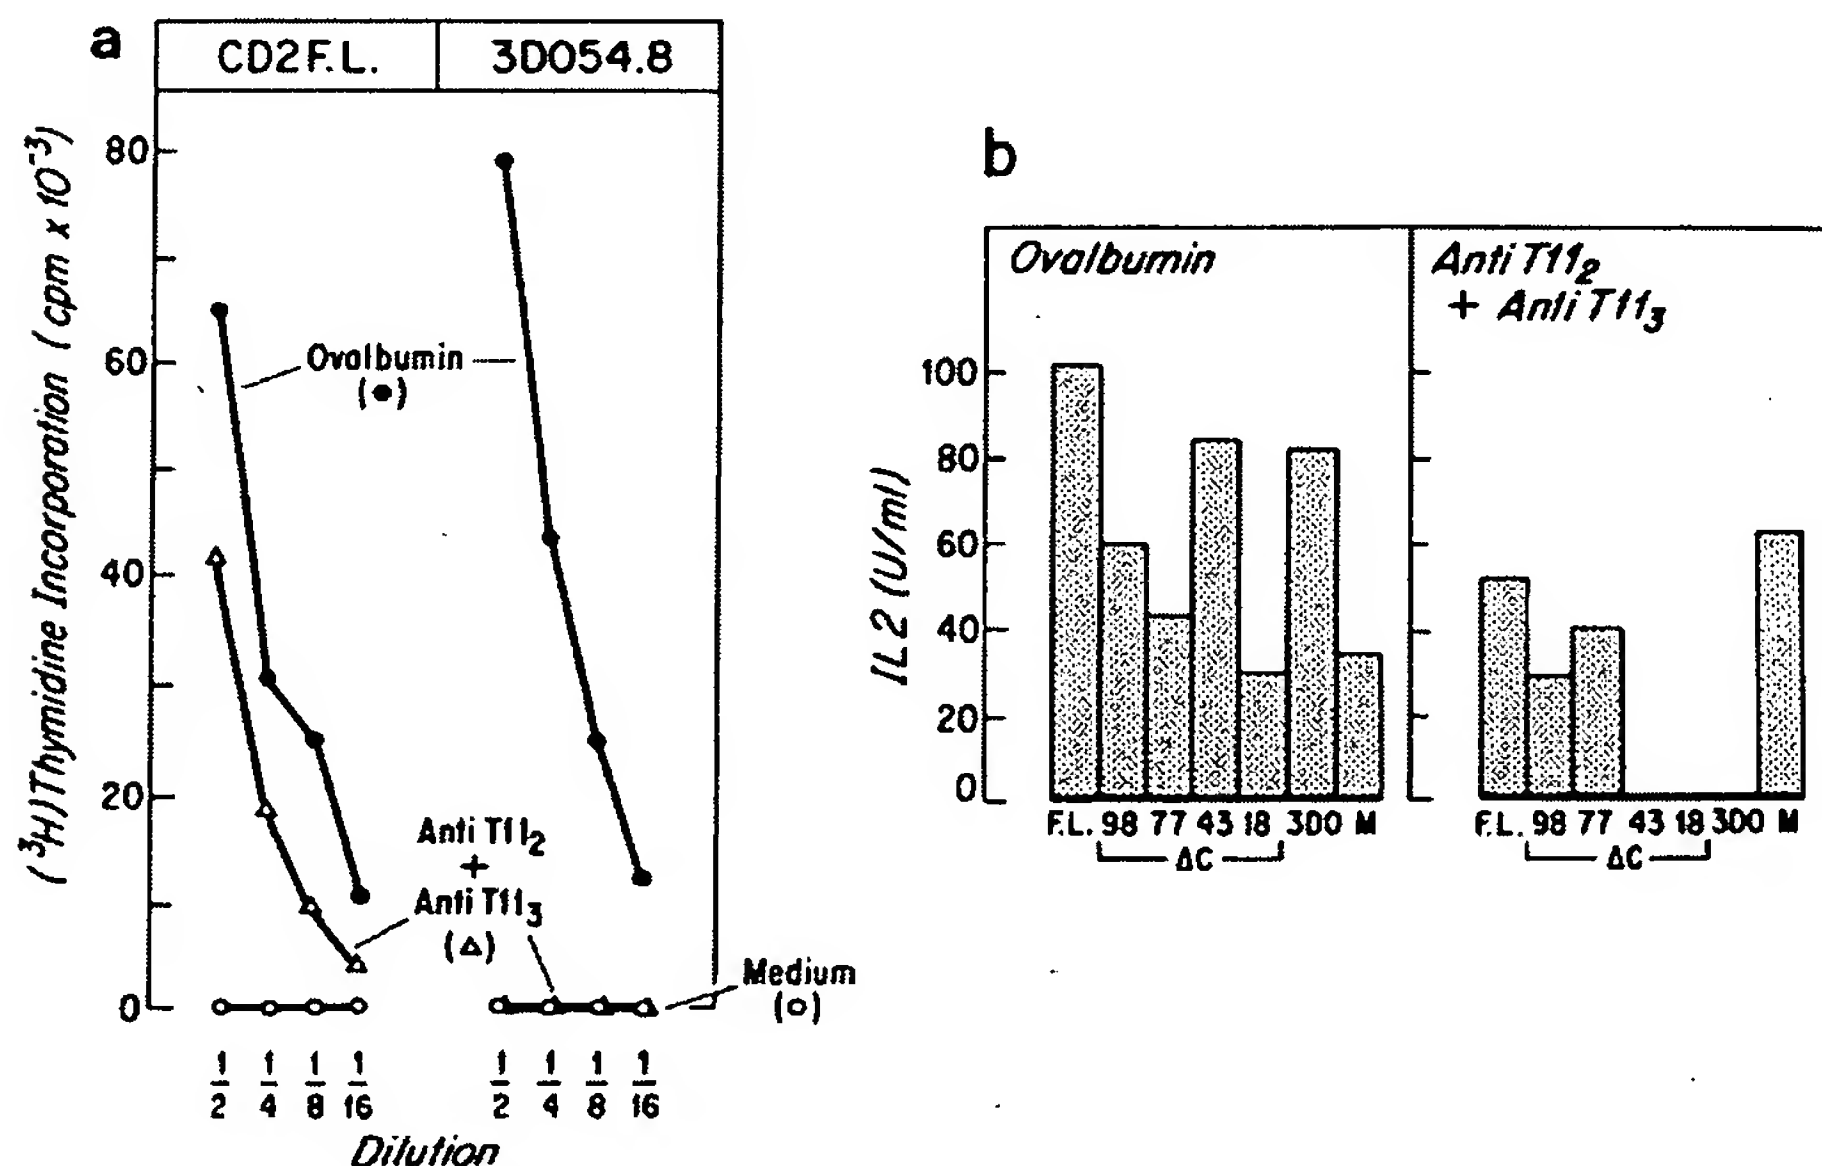 a
CD2 F.L. 3DO54.8
(³H)Thymidine Incorporation (cpm x 10⁻³)
80
60
40
20
0
Ovalbumin
(●)
Anti T11₂
+
Anti T11₃
(△)
Medium
(○)
1/2 1/4 1/8 1/16 1/2 1/4 1/8 1/16
Dilution
b
Ovalbumin
Anti T11₂
+ Anti T11₃
IL2 (U/ml)
100
80
60
40
20
0
F.L. 98 77 43 18 300 M
ΔC
F.L. 98 77 43 18 300 M
ΔC